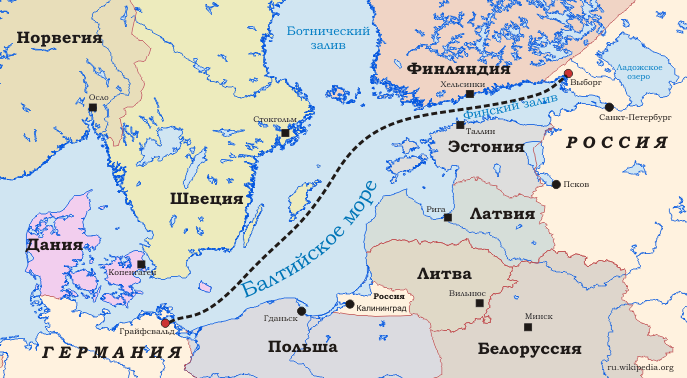 Ботнический
залив
Норвегия
Ладожское
озеро
Финляндия
Выборг
Хельсинки
Осло
Финский залив
Санкт-Петербург
Стокгольм
Таллин
Эстония
РОССИЯ
Псков
Швеция
Рига
Латвия
Дания
Балтийское море
Копенгаген
Литва
Россия
Вильнюс
Калининград
Гданьск
Минск
Грайфсвальд
ГЕРМАНИЯ
Польша
Белоруссия
ru.wikipedia.org